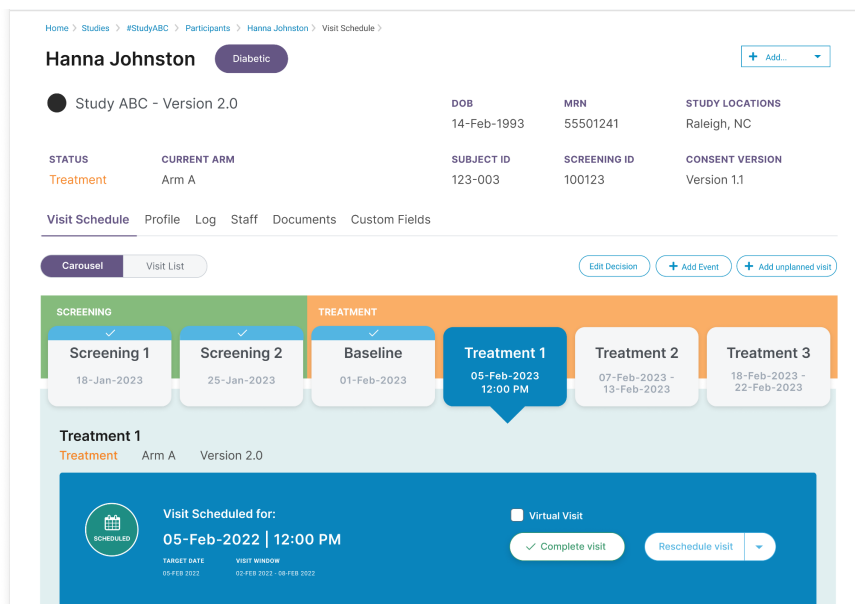 Home > Studies > #StudyABC > Participants > Hanna Johnston > Visit Schedule >
Hanna Johnston
Diabetic
+ Add...
Study ABC - Version 2.0
DOB
14-Feb-1993
MRN
55501241
STUDY LOCATIONS
Raleigh, NC
STATUS
Treatment
CURRENT ARM
Arm A
SUBJECT ID
123-003
SCREENING ID
100123
CONSENT VERSION
Version 1.1
Visit Schedule Profile Log Staff Documents Custom Fields
Carousel Visit List
Edit Decision + Add Event + Add unplanned visit
SCREENING
TREATMENT
Screening 1
18-Jan-2023
Screening 2
25-Jan-2023
Baseline
01-Feb-2023
Treatment 1
05-Feb-2023
12:00 PM
Treatment 2
07-Feb-2023 -
13-Feb-2023
Treatment 3
18-Feb-2023 -
22-Feb-2023
Treatment 1
Treatment Arm A Version 2.0
SCHEDULED
Visit Scheduled for:
05-Feb-2022 | 12:00 PM
TARGET DATE
05-FEB 2022
VISIT WINDOW
02-FEB 2022 - 08-FEB 2022
Virtual Visit
Complete visit
Reschedule visit